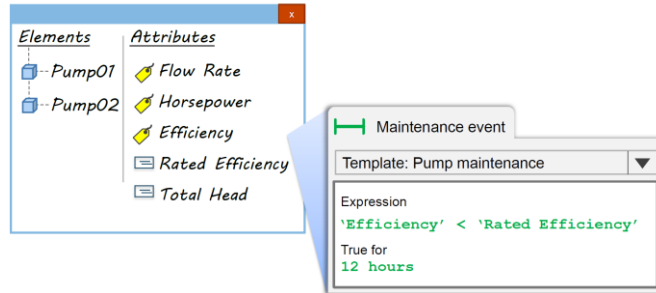 x
Elements
Attributes
Pump01
Pump02
Flow Rate
Horsepower
Efficiency
Rated Efficiency
Total Head
Maintenance event
Template: Pump maintenance
Expression
‘Efficiency’ < ‘Rated Efficiency’
True for
12 hours